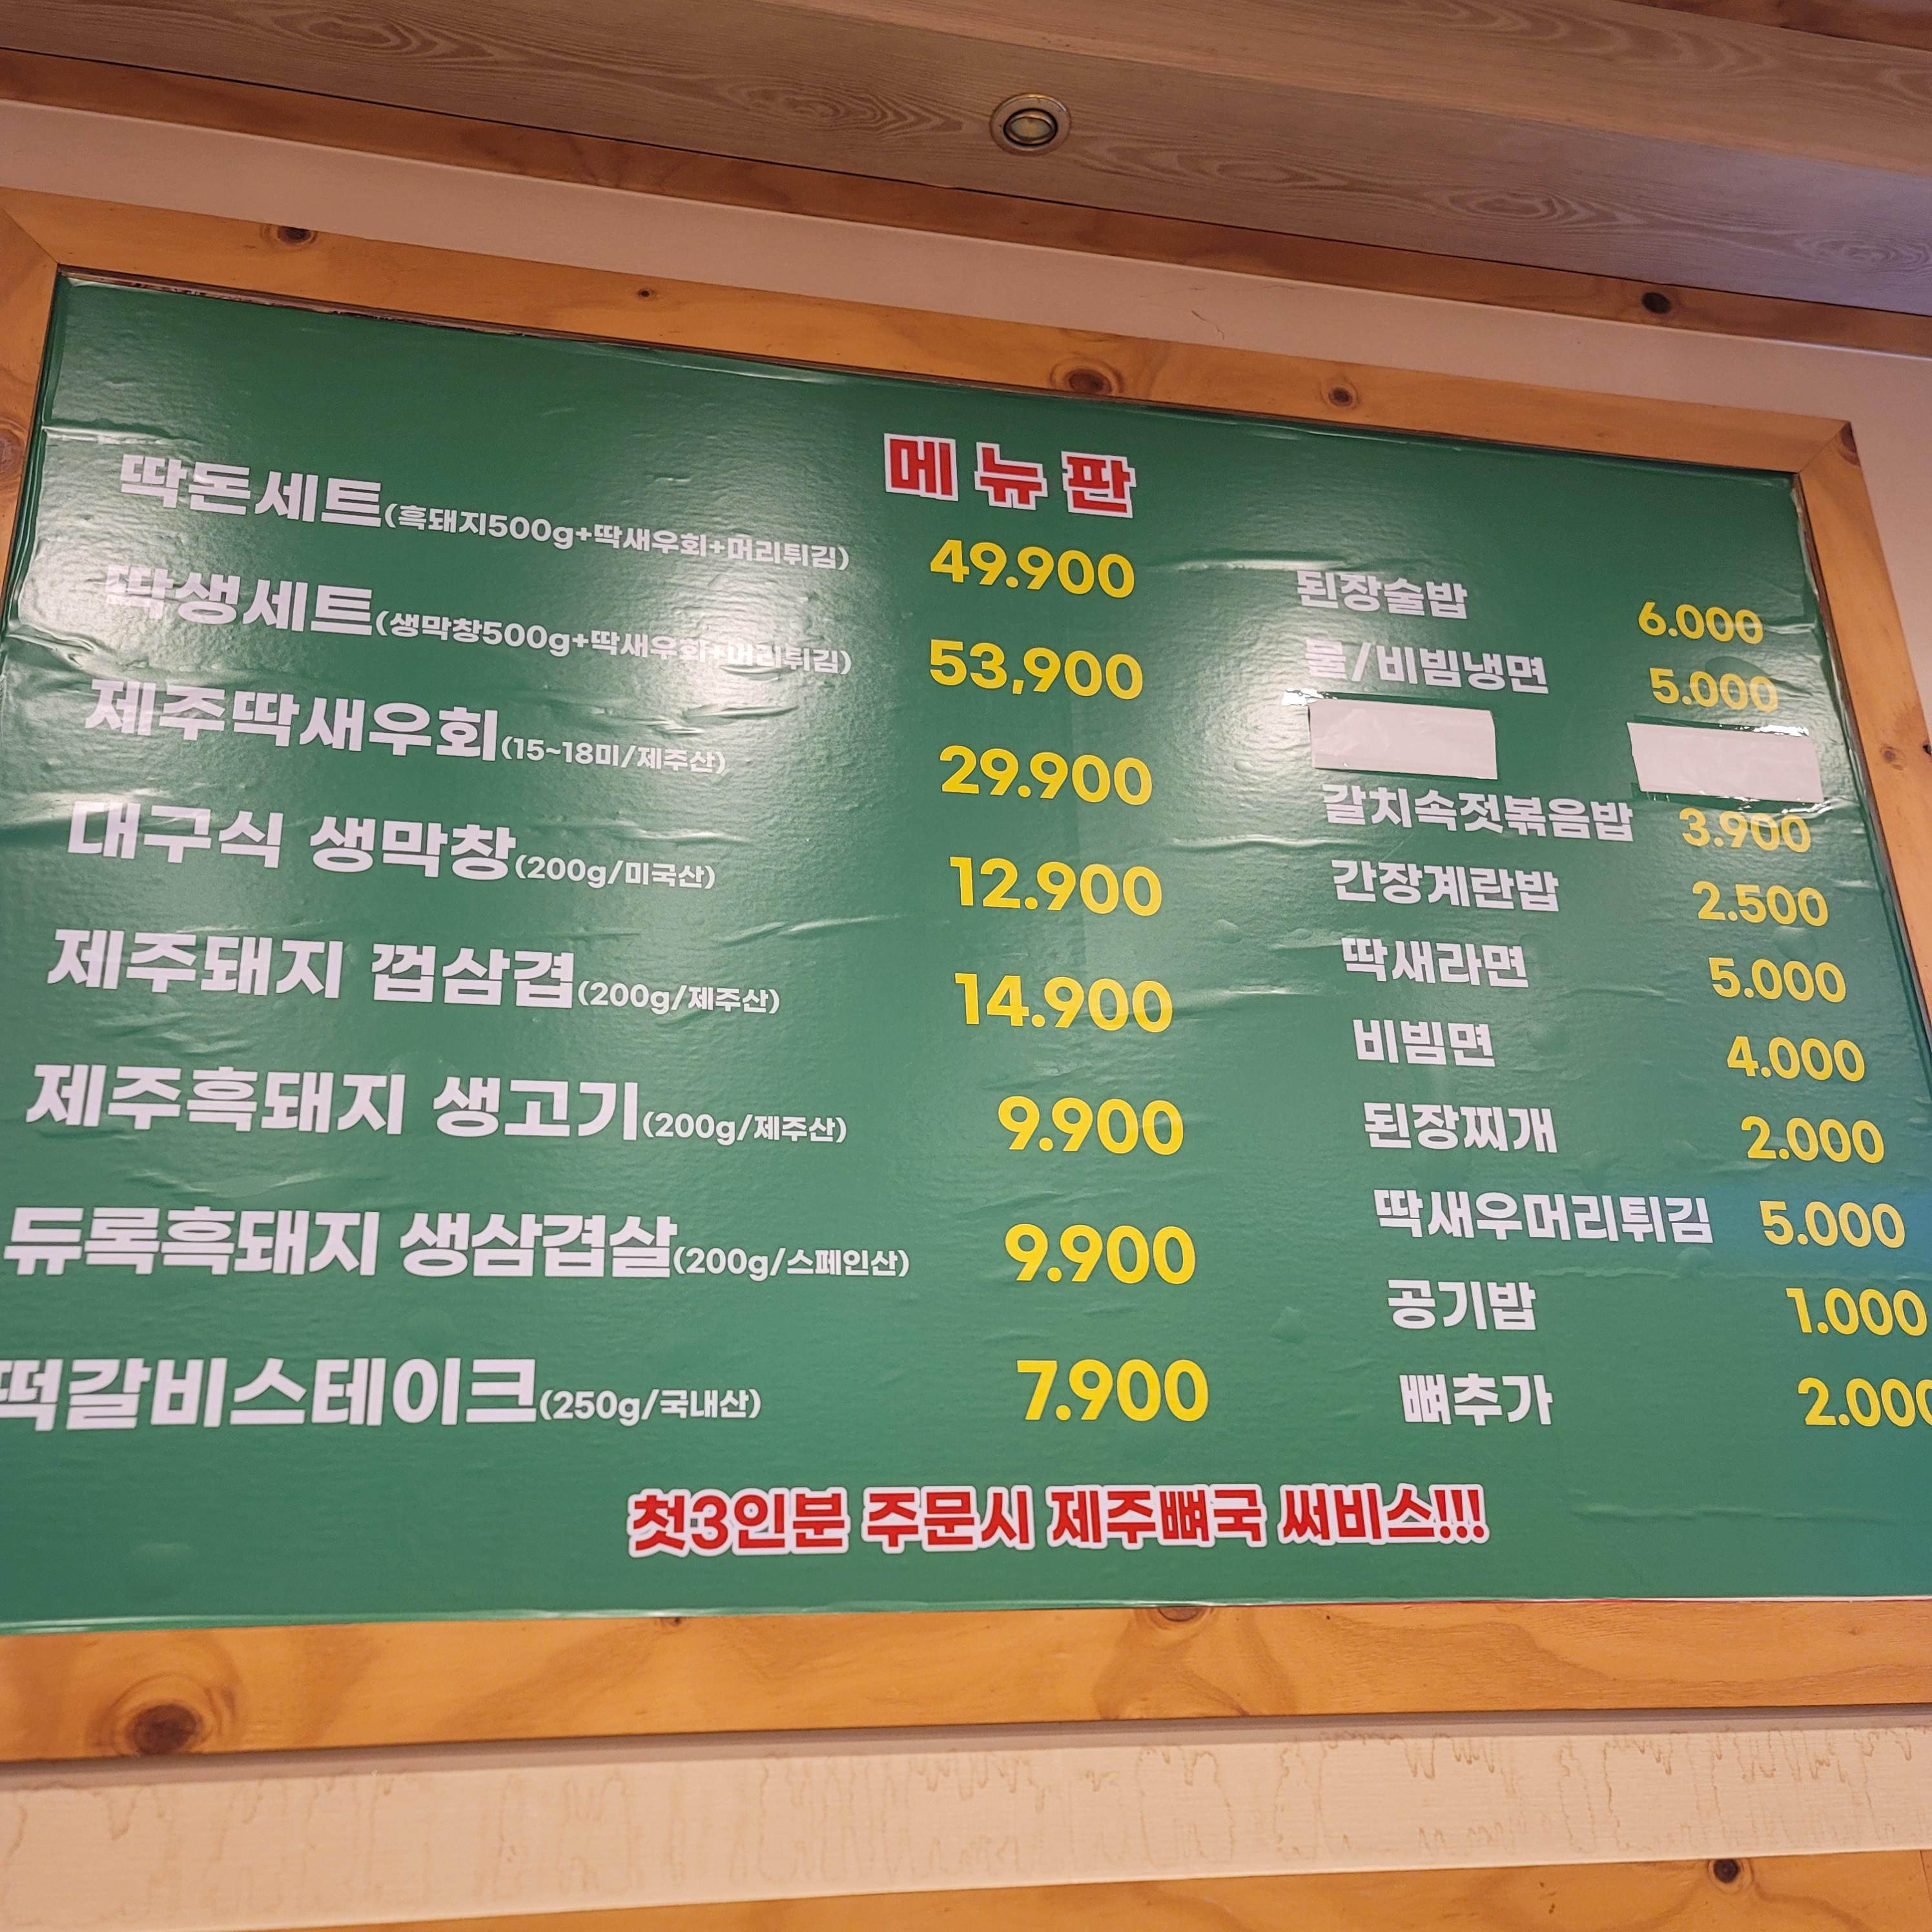 메뉴판
딱돈세트(흑돼지500g+딱새우회+머리튀김) 49.900
딱생세트(생막창500g+딱새우회+머리튀김) 53,900
제주딱새우회(15~18미/제주산) 29.900
대구식 생막창(200g/미국산) 12.900
제주돼지 껍삼겹(200g/제주산) 14.900
제주흑돼지 생고기(200g/제주산) 9.900
듀록흑돼지 생삼겹살(200g/스페인산) 9.900
떡갈비스테이크(250g/국내산) 7.900
된장술밥 6.000
물/비빔냉면 5.000
갈치속젓볶음밥 3.900
간장계란밥 2.500
딱새라면 5.000
비빔면 4.000
된장찌개 2.000
딱새우머리튀김 5.000
공기밥 1.000
뼈추가 2.000
첫3인분 주문시 제주뼈국 써비스!!!